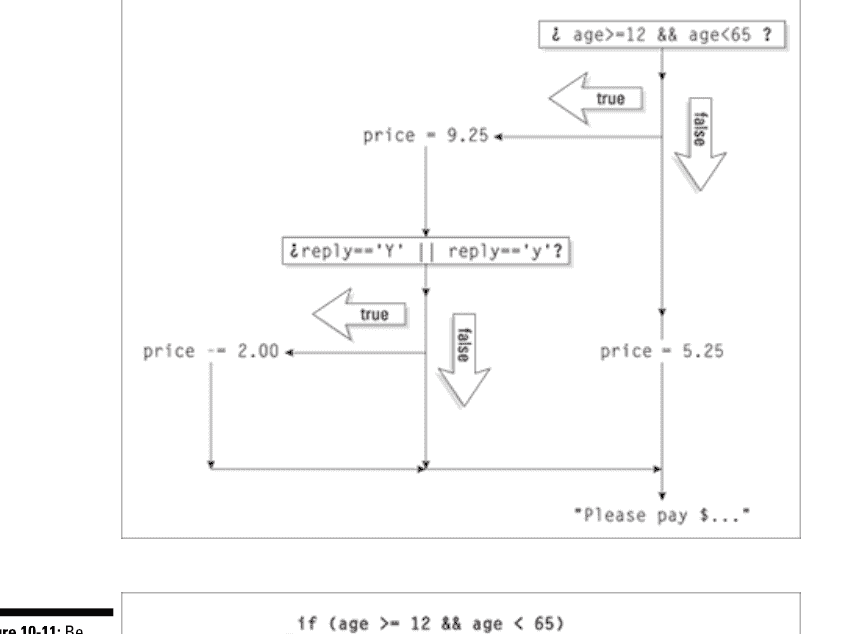 ¿ age>=12 && age<65 ?
true
false
price = 9.25
¿reply=='Y' || reply=='y'?
true
false
price -= 2.00
price = 5.25
"Please pay $..."
if (age >= 12 && age < 65)
10-11: Be